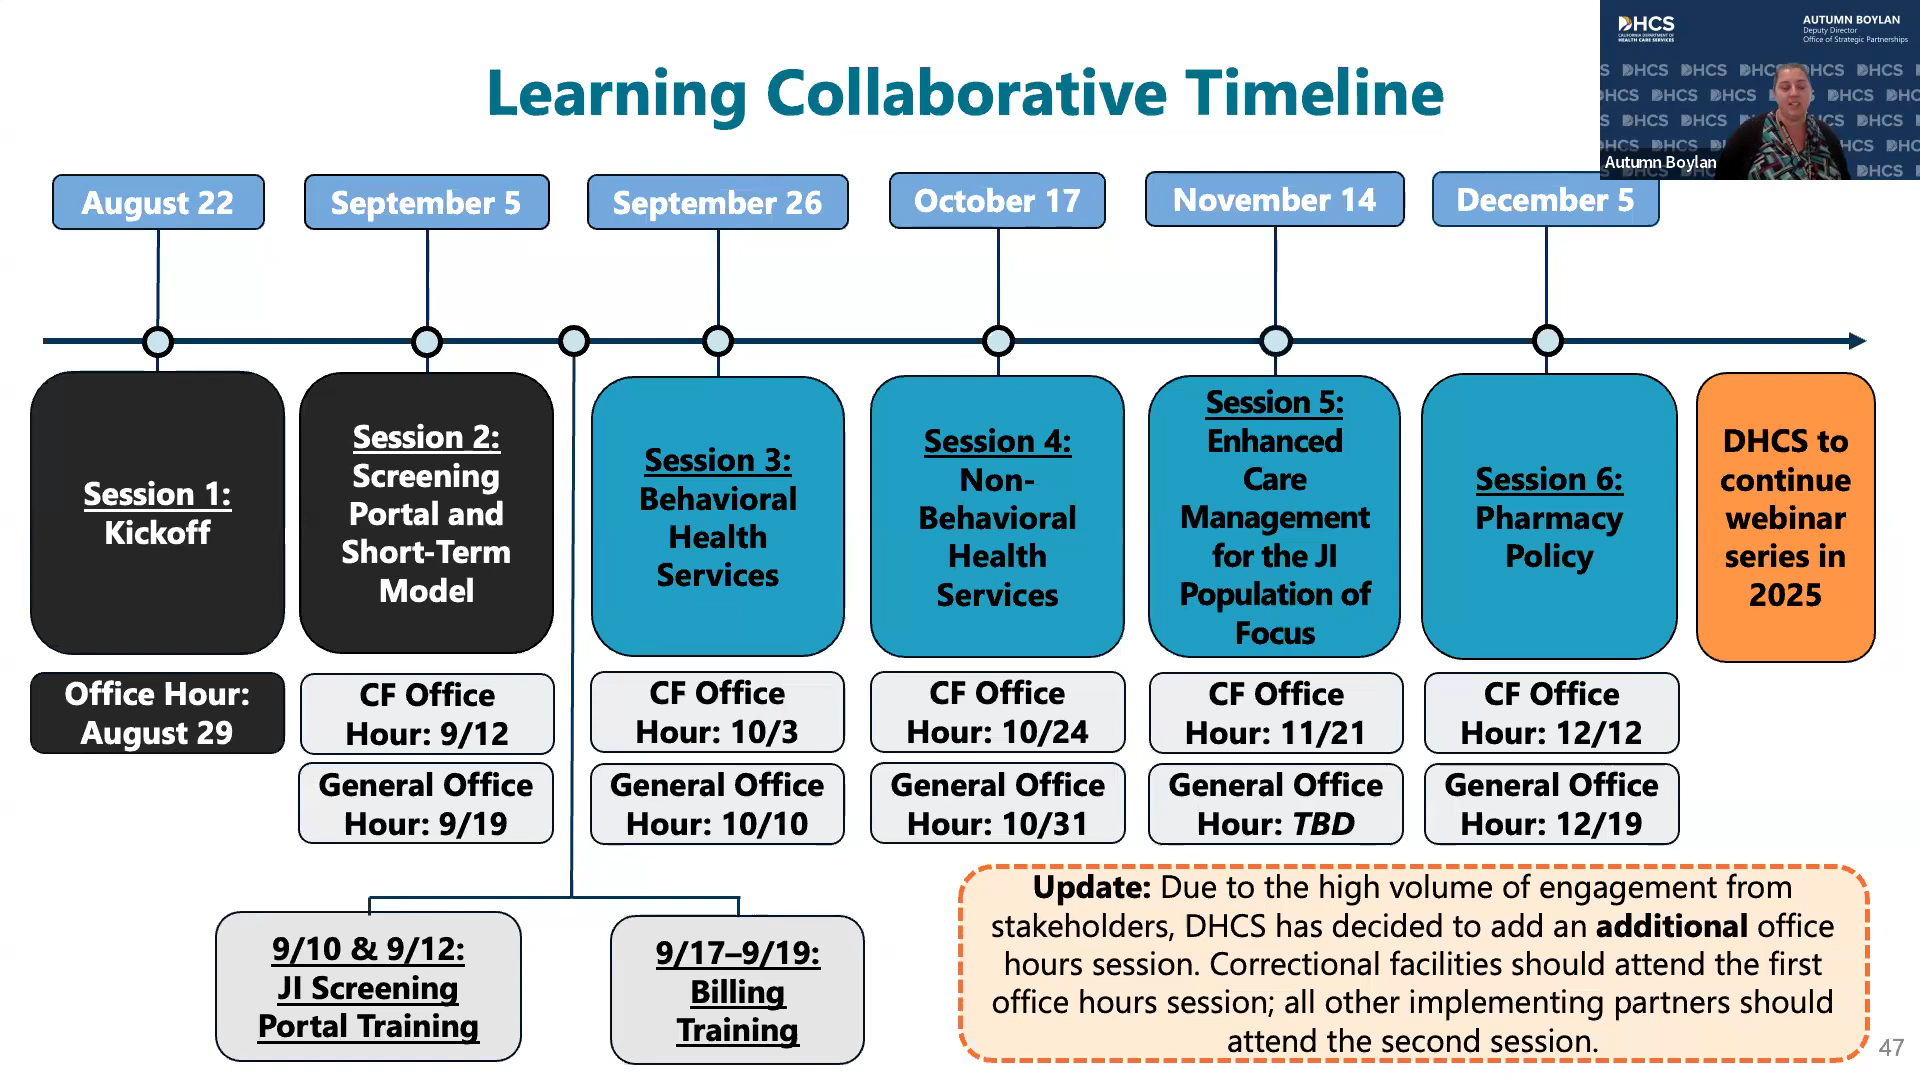 Learning Collaborative Timeline
DHCS
CALIFORNIA DEPARTMENT OF
HEALTH CARE SERVICES
AUTUMN BOYLAN
Deputy Director
Office of Strategic Partnerships
Autumn Boylan
August 22
September 5
September 26
October 17
November 14
December 5
Session 1:
Kickoff
Session 2:
Screening
Portal and
Short-Term
Model
Session 3:
Behavioral
Health
Services
Session 4:
Non-
Behavioral
Health
Services
Session 5:
Enhanced
Care
Management
for the JI
Population of
Focus
Session 6:
Pharmacy
Policy
DHCS to
continue
webinar
series in
2025
Office Hour:
August 29
CF Office
Hour: 9/12
CF Office
Hour: 10/3
CF Office
Hour: 10/24
CF Office
Hour: 11/21
CF Office
Hour: 12/12
General Office
Hour: 9/19
General Office
Hour: 10/10
General Office
Hour: 10/31
General Office
Hour: TBD
General Office
Hour: 12/19
9/10 & 9/12:
JI Screening
Portal Training
9/17–9/19:
Billing
Training
Update: Due to the high volume of engagement from
stakeholders, DHCS has decided to add an additional office
hours session. Correctional facilities should attend the first
office hours session; all other implementing partners should
attend the second session.
47